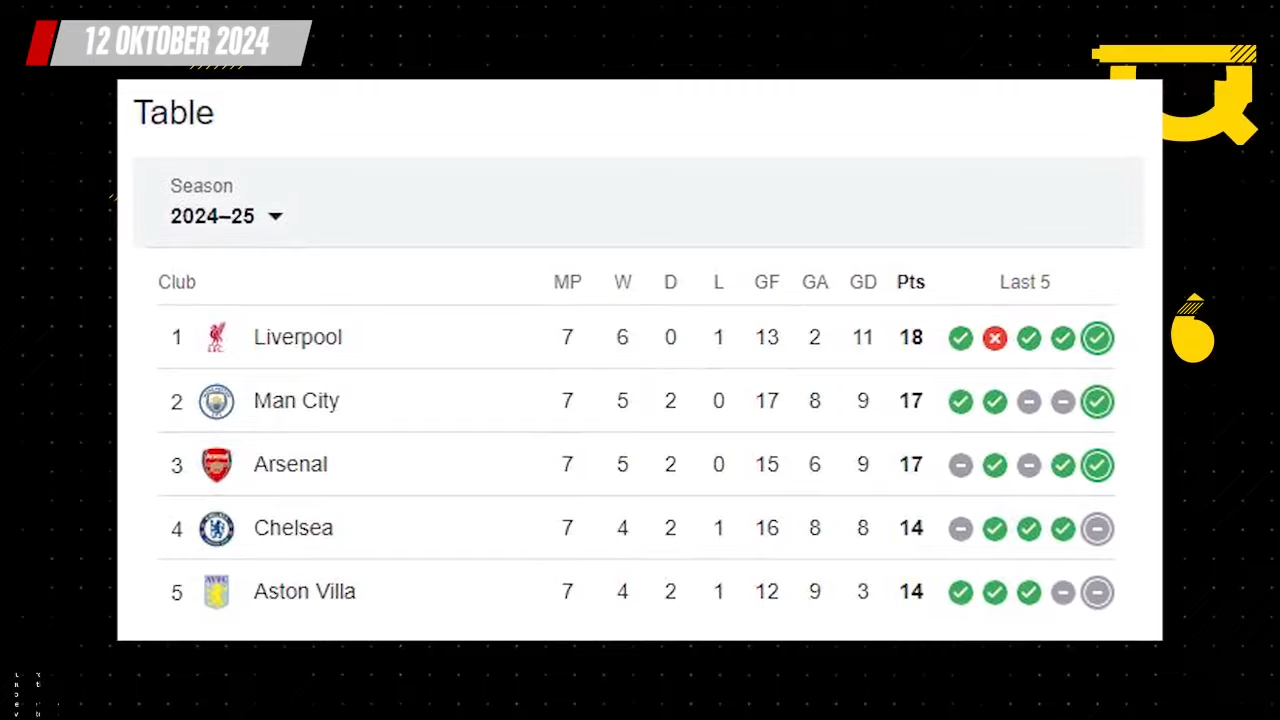 12 OKTOBER 2024
Table
Season
2024–25
Club MP W D L GF GA GD Pts Last 5
1 Liverpool 7 6 0 1 13 2 11 18
2 Man City 7 5 2 0 17 8 9 17
3 Arsenal 7 5 2 0 15 6 9 17
4 Chelsea 7 4 2 1 16 8 8 14
5 Aston Villa 7 4 2 1 12 9 3 14